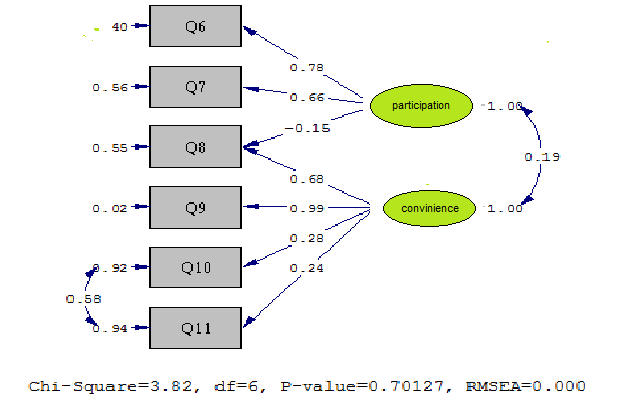 40 Q6
0.78
0.56 Q7 0.66 participation 1.00
-0.15
0.55 Q8 0.19
0.68
0.02 Q9 0.99 convinience 1.00
0.28
0.92 Q10 0.24
0.58
0.94 Q11
Chi-Square=3.82, df=6, P-value=0.70127, RMSEA=0.000